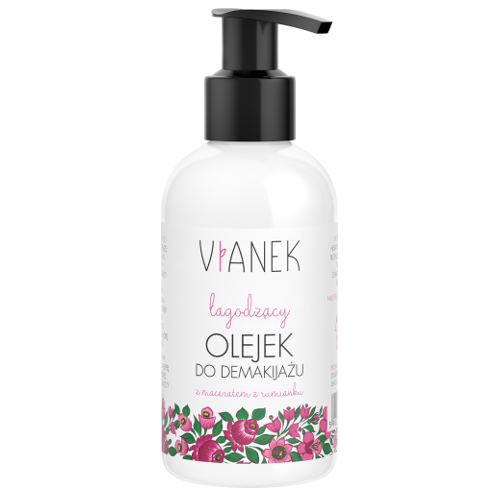 VIANEK
łagodzący
OLEJEK
DO DEMAKIJAŻU
z maceratem z rumianku